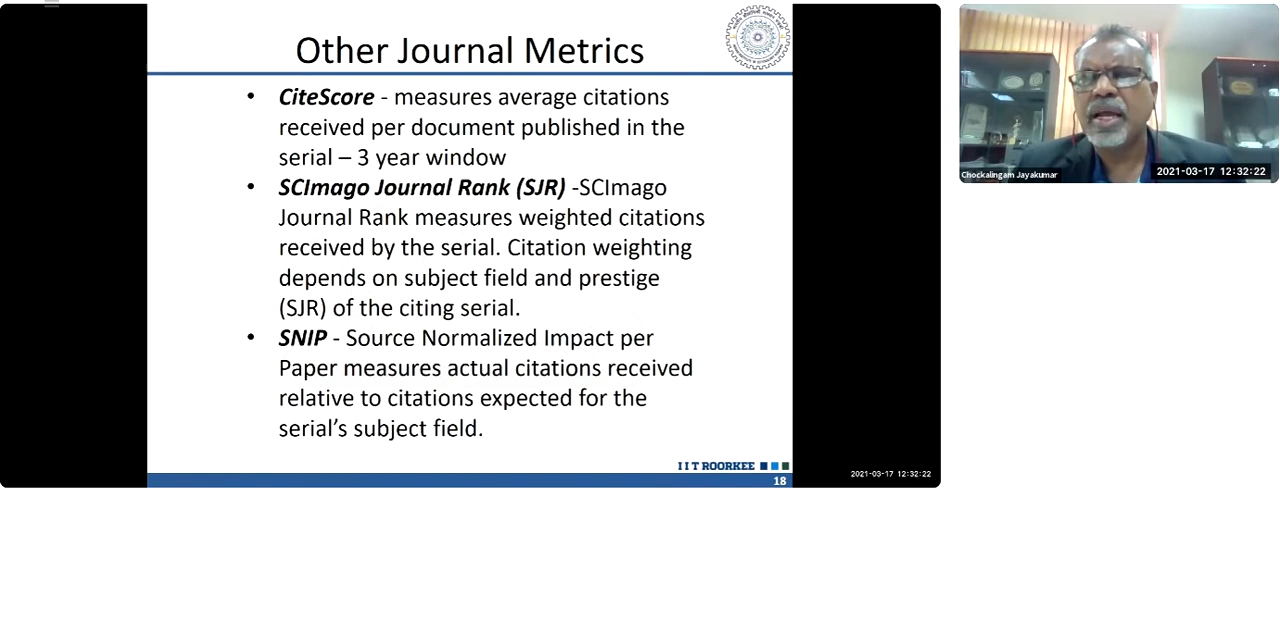 Other Journal Metrics
• CiteScore - measures average citations
received per document published in the
serial – 3 year window
• SCImago Journal Rank (SJR) -SCImago
Journal Rank measures weighted citations
received by the serial. Citation weighting
depends on subject field and prestige
(SJR) of the citing serial.
• SNIP - Source Normalized Impact per
Paper measures actual citations received
relative to citations expected for the
serial’s subject field.
I I T ROORKEE
18
2021-03-17 12:32:22
Chockalingam Jayakumar
2021-03-17 12:32:22